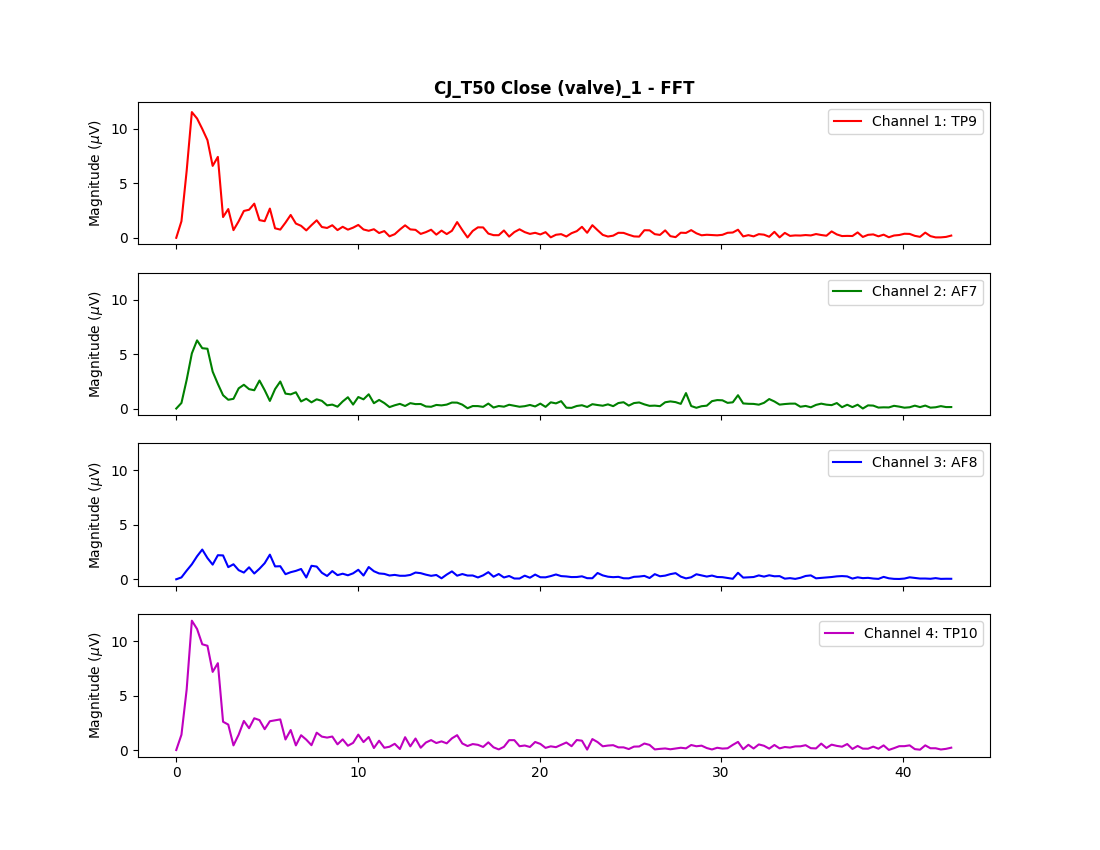 CJ_T50 Close (valve)_1 - FFT
Magnitude (μV)
10
5
0
Channel 1: TP9
Magnitude (μV)
10
5
0
Channel 2: AF7
Magnitude (μV)
10
5
0
Channel 3: AF8
Magnitude (μV)
10
5
0
Channel 4: TP10
0 10 20 30 40